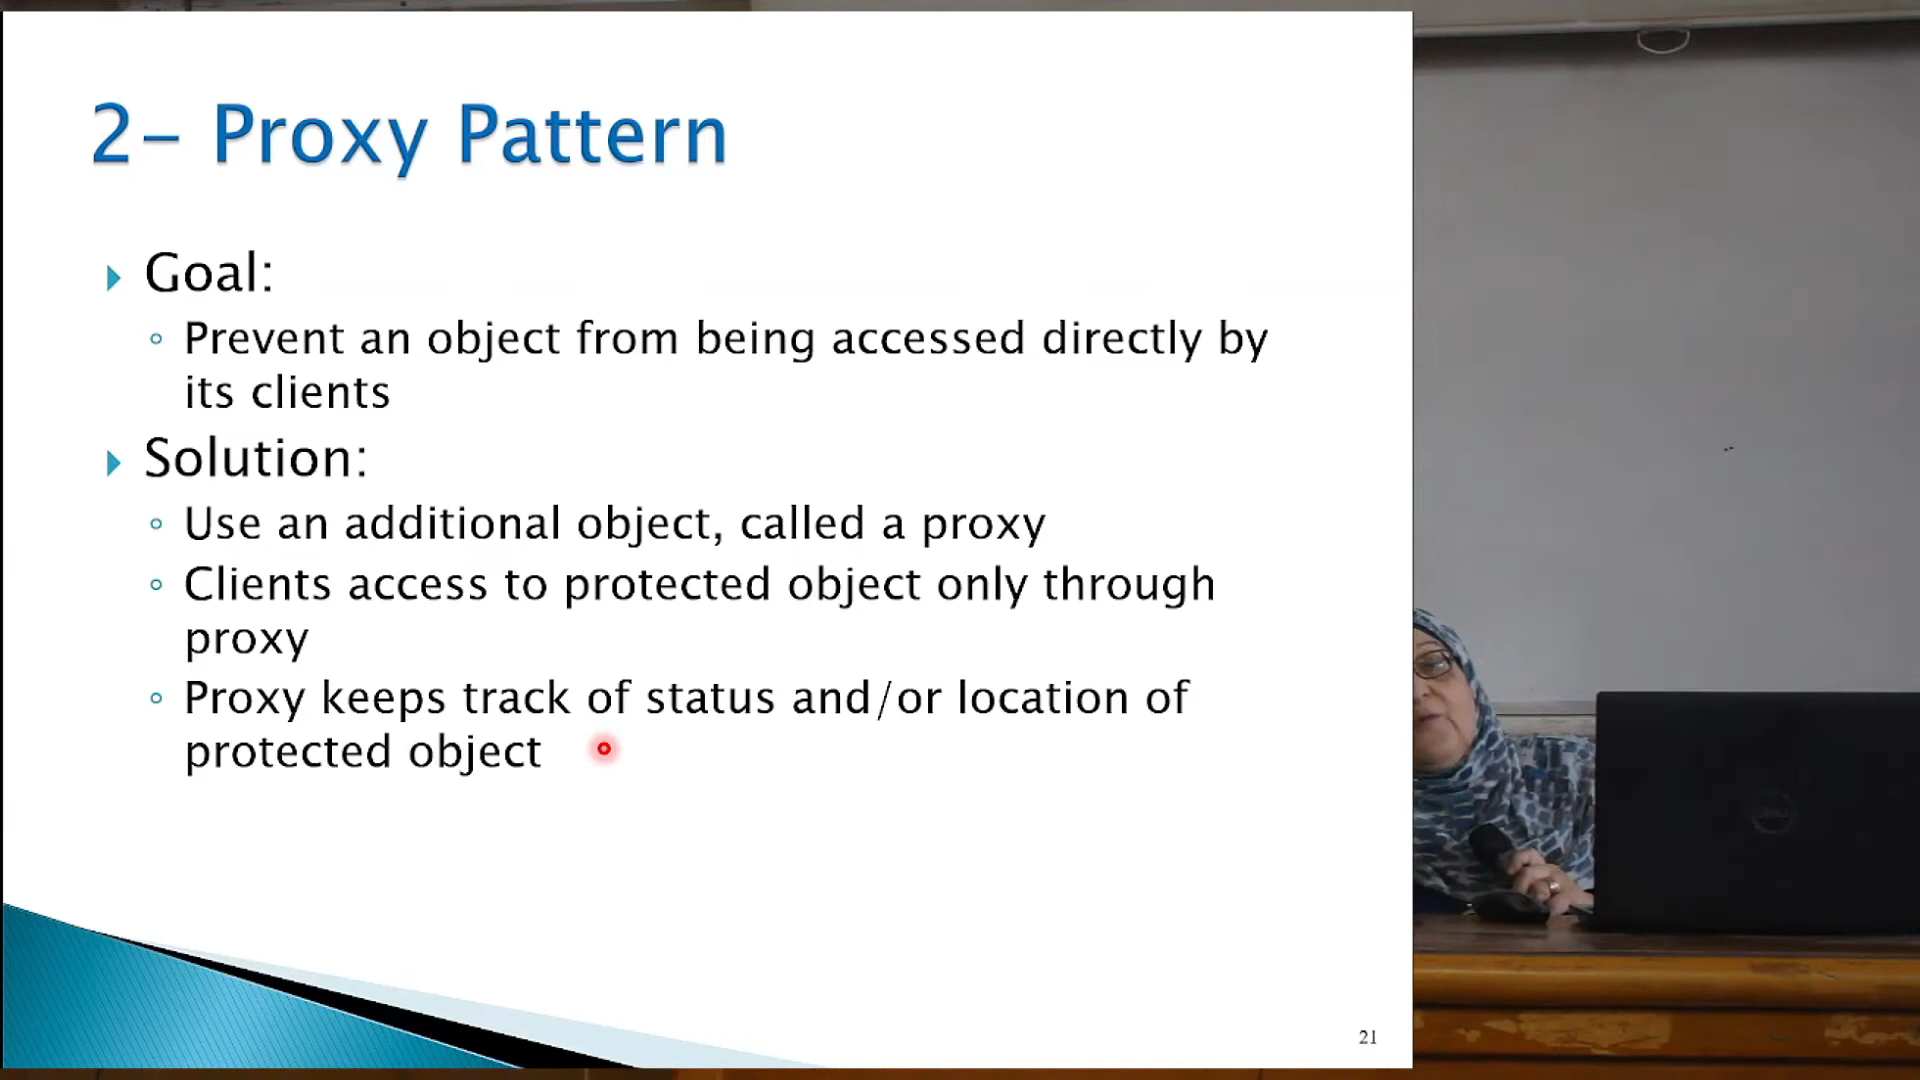 2- Proxy Pattern
Goal:
Prevent an object from being accessed directly by
its clients
Solution:
Use an additional object, called a proxy
Clients access to protected object only through
proxy
Proxy keeps track of status and/or location of
protected object
21